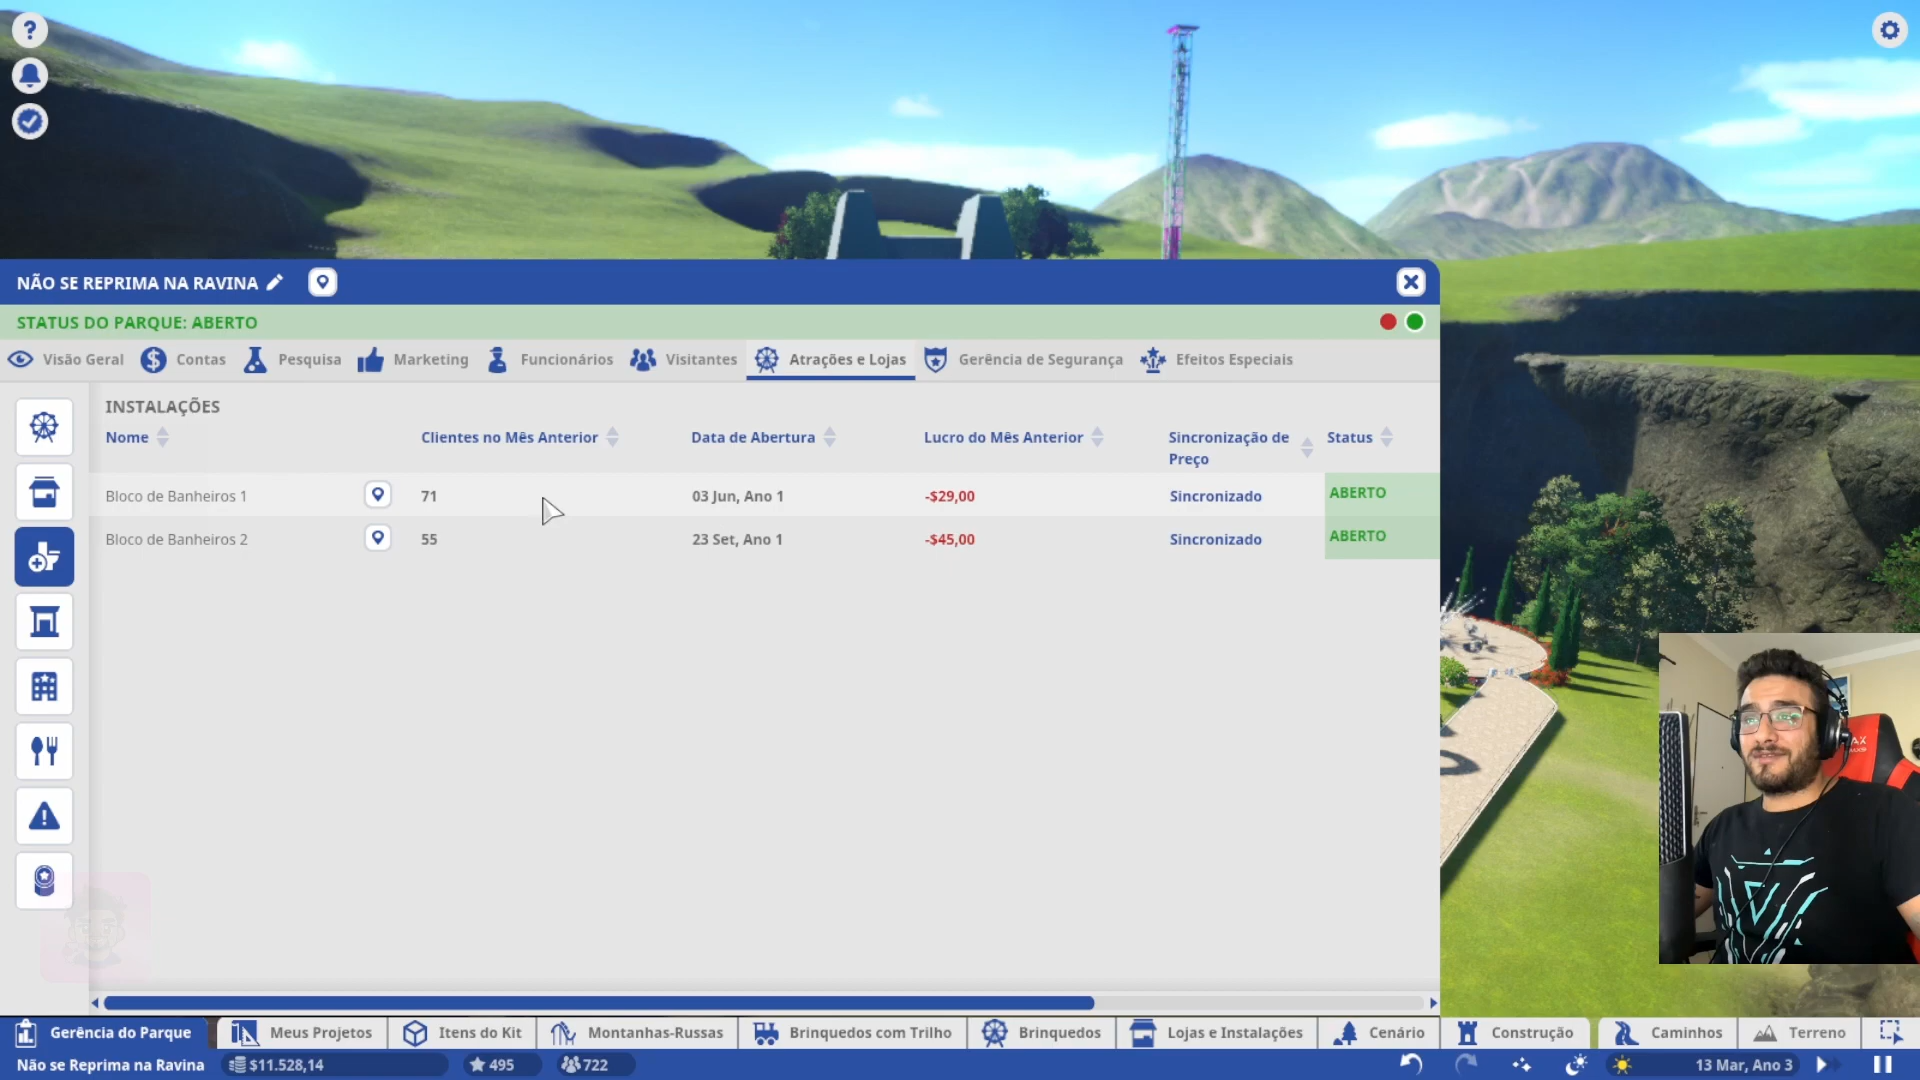 ?
NÃO SE REPRIMA NA RAVINA
STATUS DO PARQUE: ABERTO
Visão Geral Contas Pesquisa Marketing Funcionários Visitantes Atrações e Lojas Gerência de Segurança Efeitos Especiais
INSTALAÇÕES
Nome Clientes no Mês Anterior Data de Abertura Lucro do Mês Anterior Sincronização de Preço Status
Bloco de Banheiros 1 71 03 Jun, Ano 1 -$29,00 Sincronizado ABERTO
Bloco de Banheiros 2 55 23 Set, Ano 1 -$45,00 Sincronizado ABERTO
Gerência do Parque Meus Projetos Itens do Kit Montanhas-Russas Brinquedos com Trilho Brinquedos Lojas e Instalações Cenário Construção Caminhos Terreno
Não se Reprima na Ravina $11.528,14 495 722 13 Mar, Ano 3